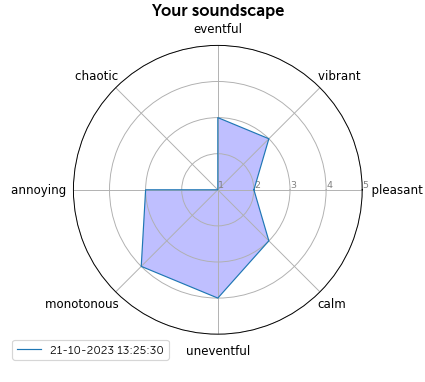 Your soundscape
eventful
chaotic
vibrant
annoying
1 2 3 4 5
pleasant
monotonous
calm
uneventful
21-10-2023 13:25:30